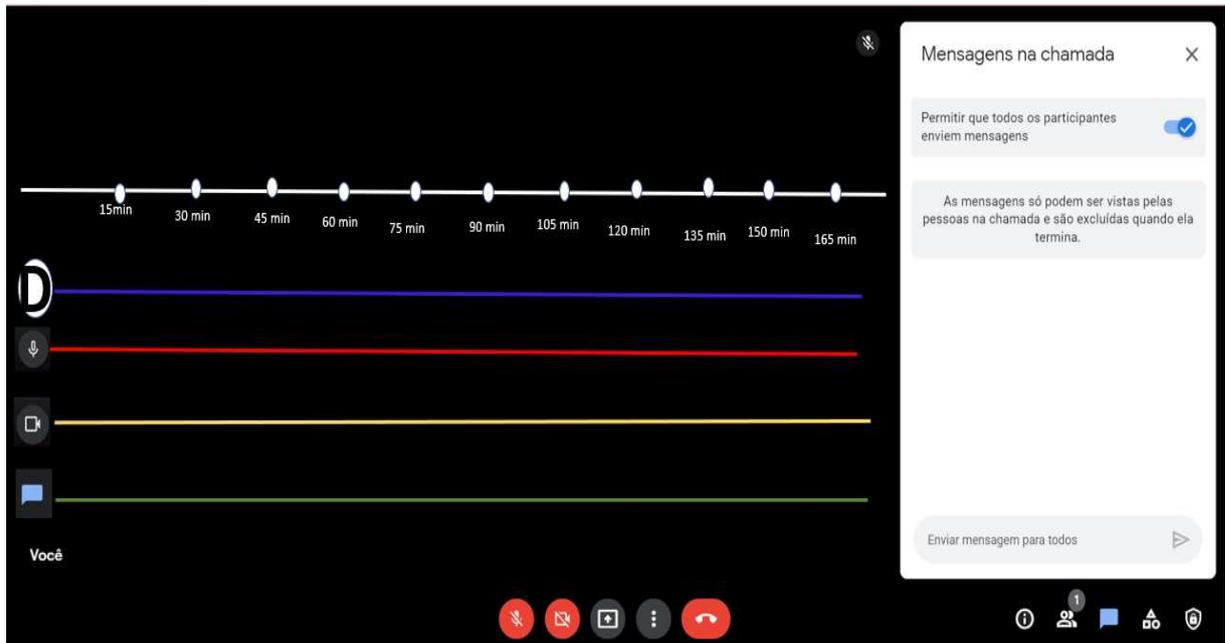 Mensagens na chamada
Permitir que todos os participantes
enviem mensagens
As mensagens só podem ser vistas pelas
pessoas na chamada e são excluídas quando ela
termina.
15min
30 min
45 min
60 min
75 min
90 min
105 min
120 min
135 min
150 min
165 min
D
Você
Enviar mensagem para todos
1